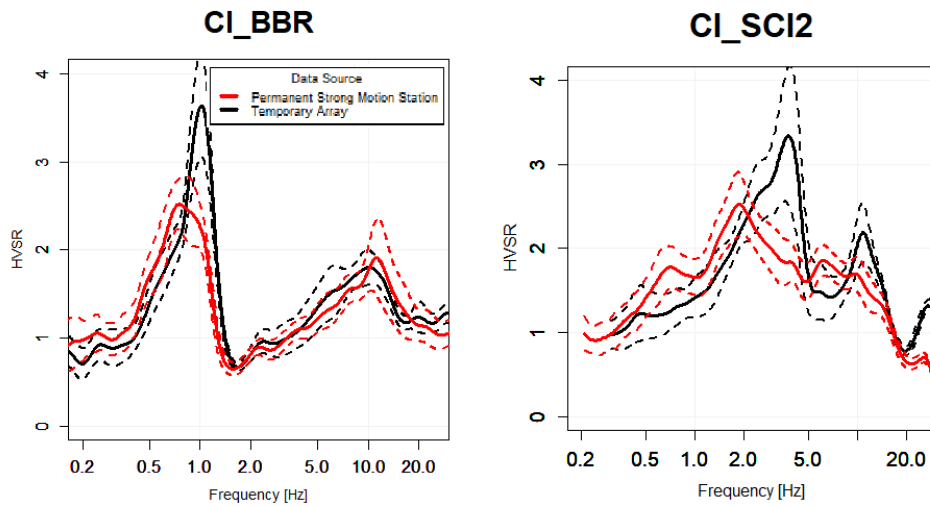 CI_BBR
Data Source
Permanent Strong Motion Station
Temporary Array
HVSR
4
3
2
1
0
0.2 0.5 1.0 2.0 5.0 10.0 20.0
Frequency [Hz]
CI_SCI2
HVSR
4
3
2
1
0
0.2 0.5 1.0 2.0 5.0 20.0
Frequency [Hz]